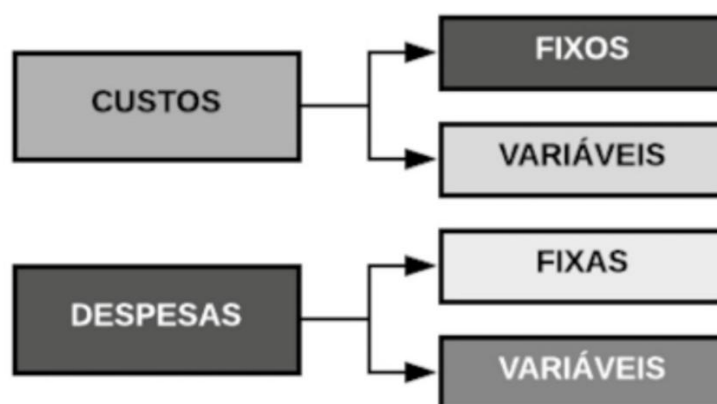 CUSTOS
FIXOS
VARIÁVEIS
DESPESAS
FIXAS
VARIÁVEIS